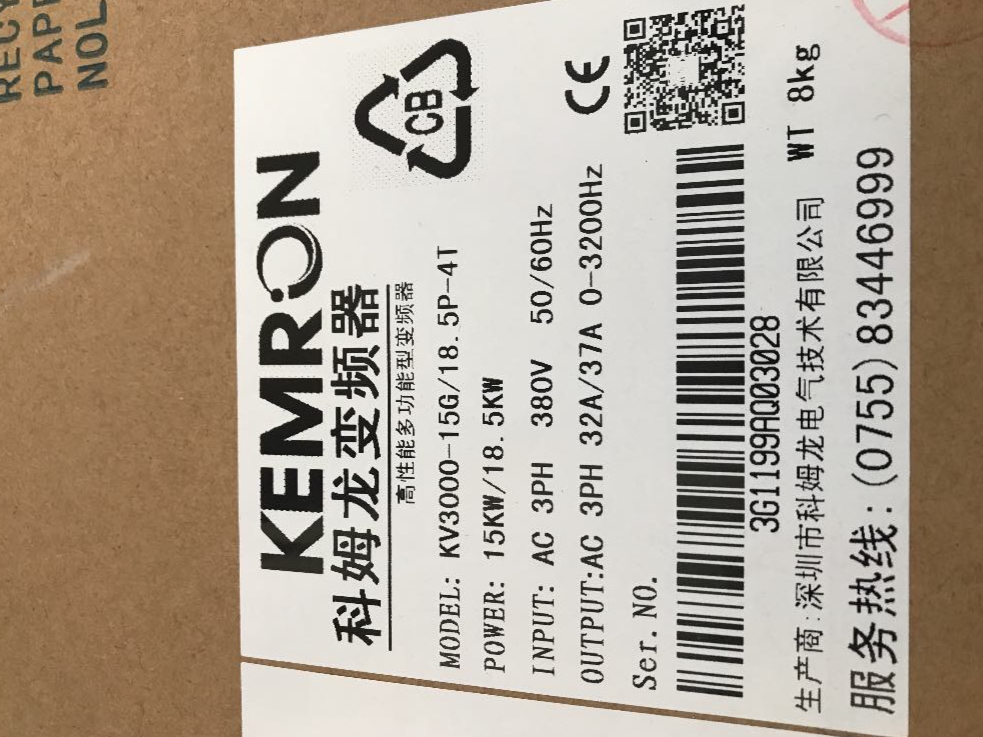 RECY
PAPE
NOL
KEMRON
科姆龙变频器
高性能多功能型变频器
CB
CE
MODEL: KV3000-15G/18.5P-4T
POWER: 15KW/18.5KW
INPUT: AC 3PH 380V 50/60Hz
OUTPUT:AC 3PH 32A/37A 0-3200Hz
Ser.NO.
3G1199AQ03028
生产商:深圳市科姆龙电气技术有限公司 WT 8kg
服务热线:(0755)83446999